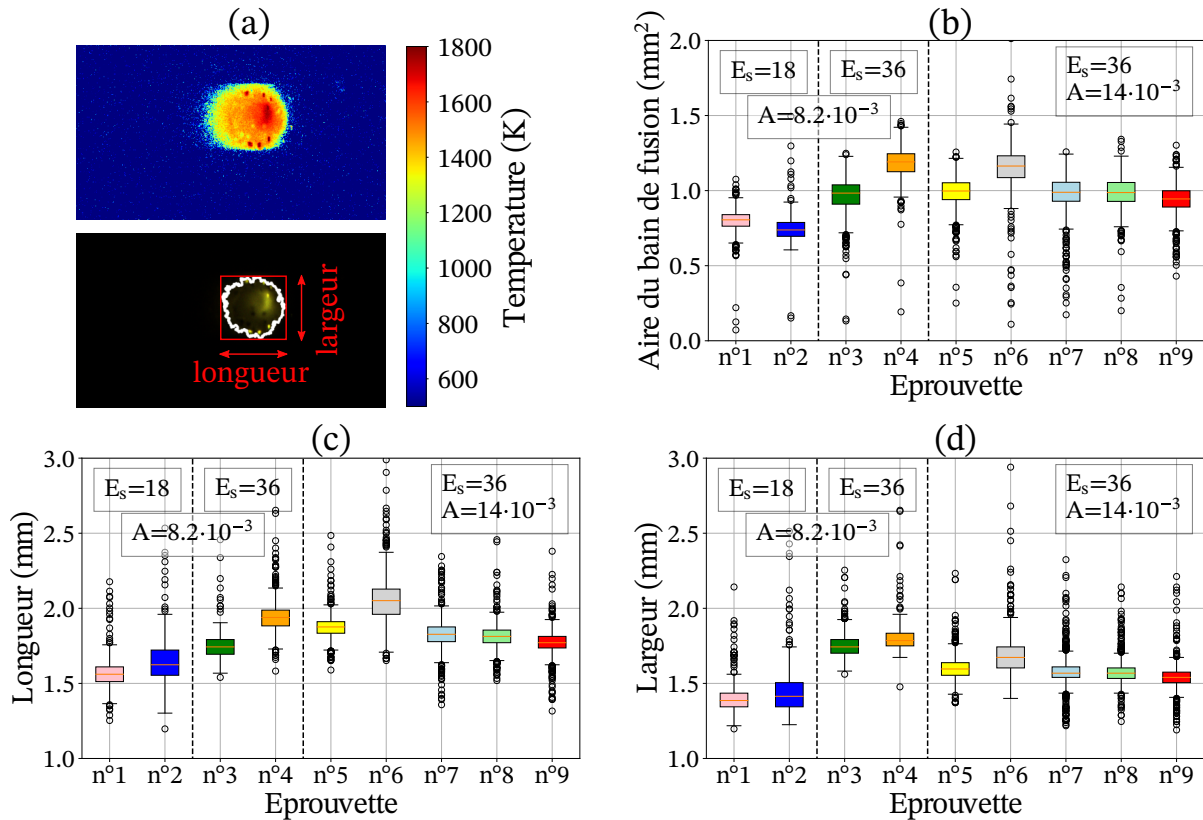 (a)
1800
1600
1400
1200
1000
800
600
Temperature (K)
largeur
longueur
(b)
Aire du bain de fusion (mm²)
2.0
1.5
1.0
0.5
0.0
Eₛ=18
Eₛ=36
A=8.2·10⁻³
Eₛ=36
A=14·10⁻³
n°1 n°2 n°3 n°4 n°5 n°6 n°7 n°8 n°9
Eprouvette
(c)
Longueur (mm)
3.0
2.5
2.0
1.5
1.0
Eₛ=18
Eₛ=36
A=8.2·10⁻³
Eₛ=36
A=14·10⁻³
n°1 n°2 n°3 n°4 n°5 n°6 n°7 n°8 n°9
Eprouvette
(d)
Largeur (mm)
3.0
2.5
2.0
1.5
1.0
Eₛ=18
Eₛ=36
A=8.2·10⁻³
Eₛ=36
A=14·10⁻³
n°1 n°2 n°3 n°4 n°5 n°6 n°7 n°8 n°9
Eprouvette